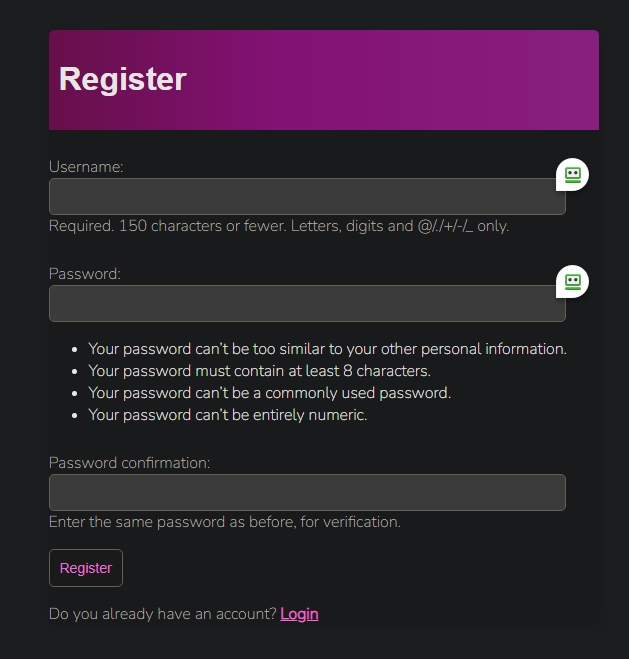 Register
Username:
Required. 150 characters or fewer. Letters, digits and @/./+/-/_ only.
Password:
Your password can't be too similar to your other personal information.
Your password must contain at least 8 characters.
Your password can't be a commonly used password.
Your password can't be entirely numeric.
Password confirmation:
Enter the same password as before, for verification.
Register
Do you already have an account? Login